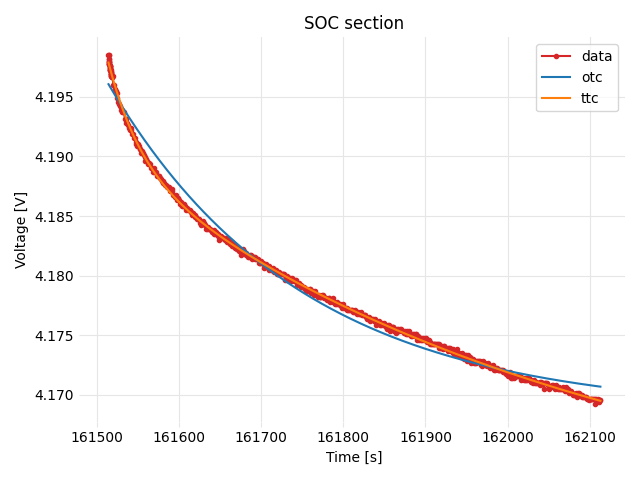 SOC section
data
otc
ttc
Voltage [V]
4.195
4.190
4.185
4.180
4.175
4.170
161500 161600 161700 161800 161900 162000 162100
Time [s]